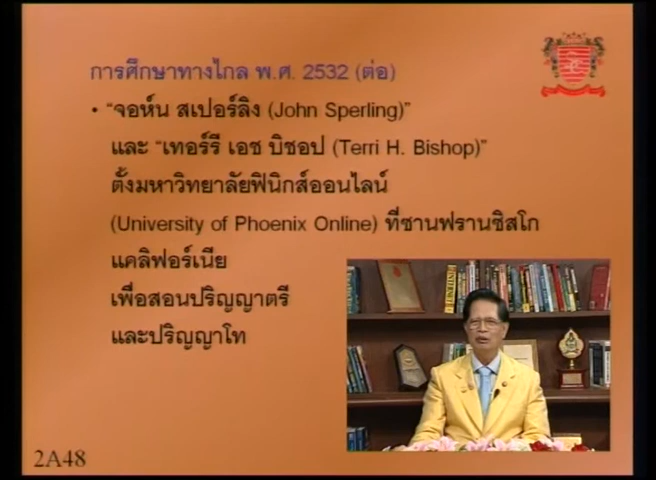 การศึกษาทางไกล พ.ศ. 2532 (ต่อ)
• “จอห์น สเปอร์ลิง (John Sperling)”
และ “เทอร์รี เอช บิชอป (Terri H. Bishop)”
ตั้งมหาวิทยาลัยฟินิกส์ออนไลน์
(University of Phoenix Online) ที่ซานฟรานซิสโก
แคลิฟอร์เนีย
เพื่อสอนปริญญาตรี
และปริญญาโท
2A48